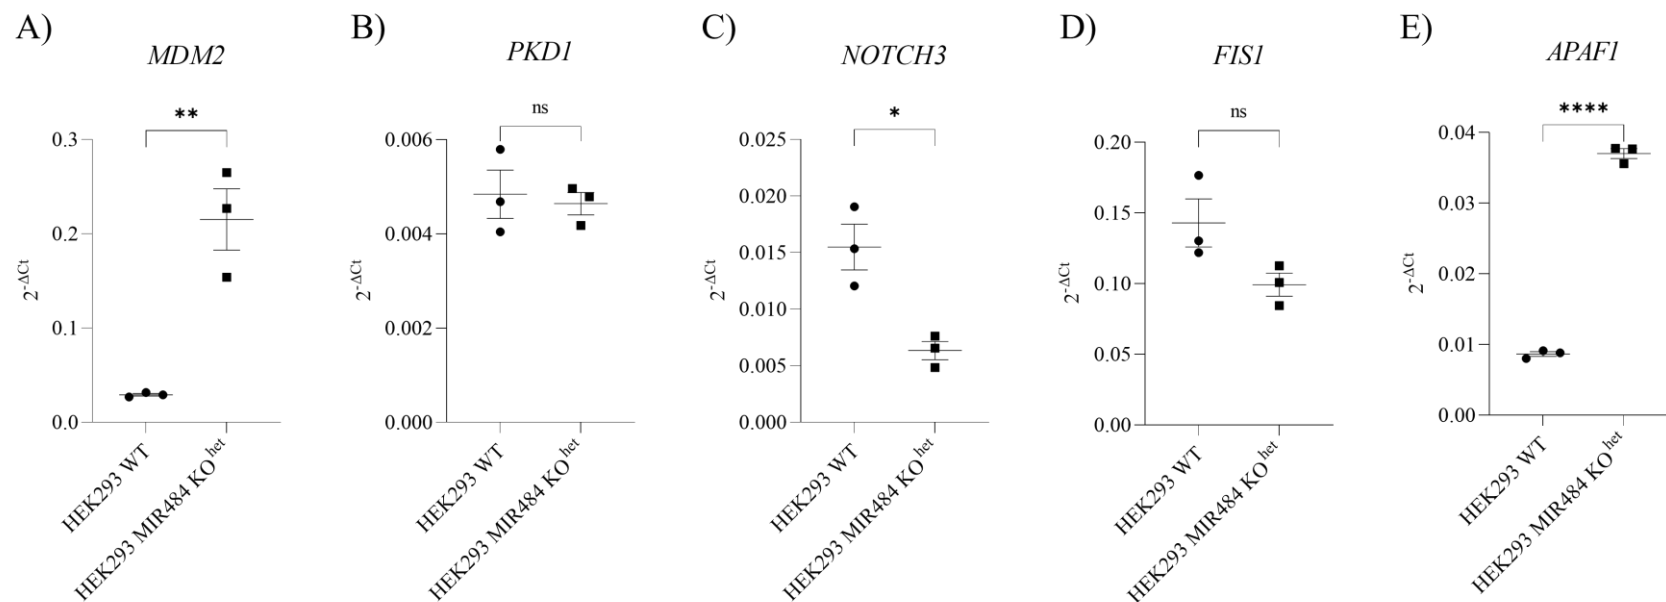 A)
MDM2
**
0.3
0.2
0.1
0.0
2^-ΔCt
HEK293 WT
HEK293 MIR484 KO^het
B)
PKD1
ns
0.006
0.004
0.002
0.000
2^-ΔCt
HEK293 WT
HEK293 MIR484 KO^het
C)
NOTCH3
*
0.025
0.020
0.015
0.010
0.005
0.000
2^-ΔCt
HEK293 WT
HEK293 MIR484 KO^het
D)
FIS1
ns
0.20
0.15
0.10
0.05
0.00
2^-ΔCt
HEK293 WT
HEK293 MIR484 KO^het
E)
APAF1
****
0.04
0.03
0.02
0.01
0.00
2^-ΔCt
HEK293 WT
HEK293 MIR484 KO^het